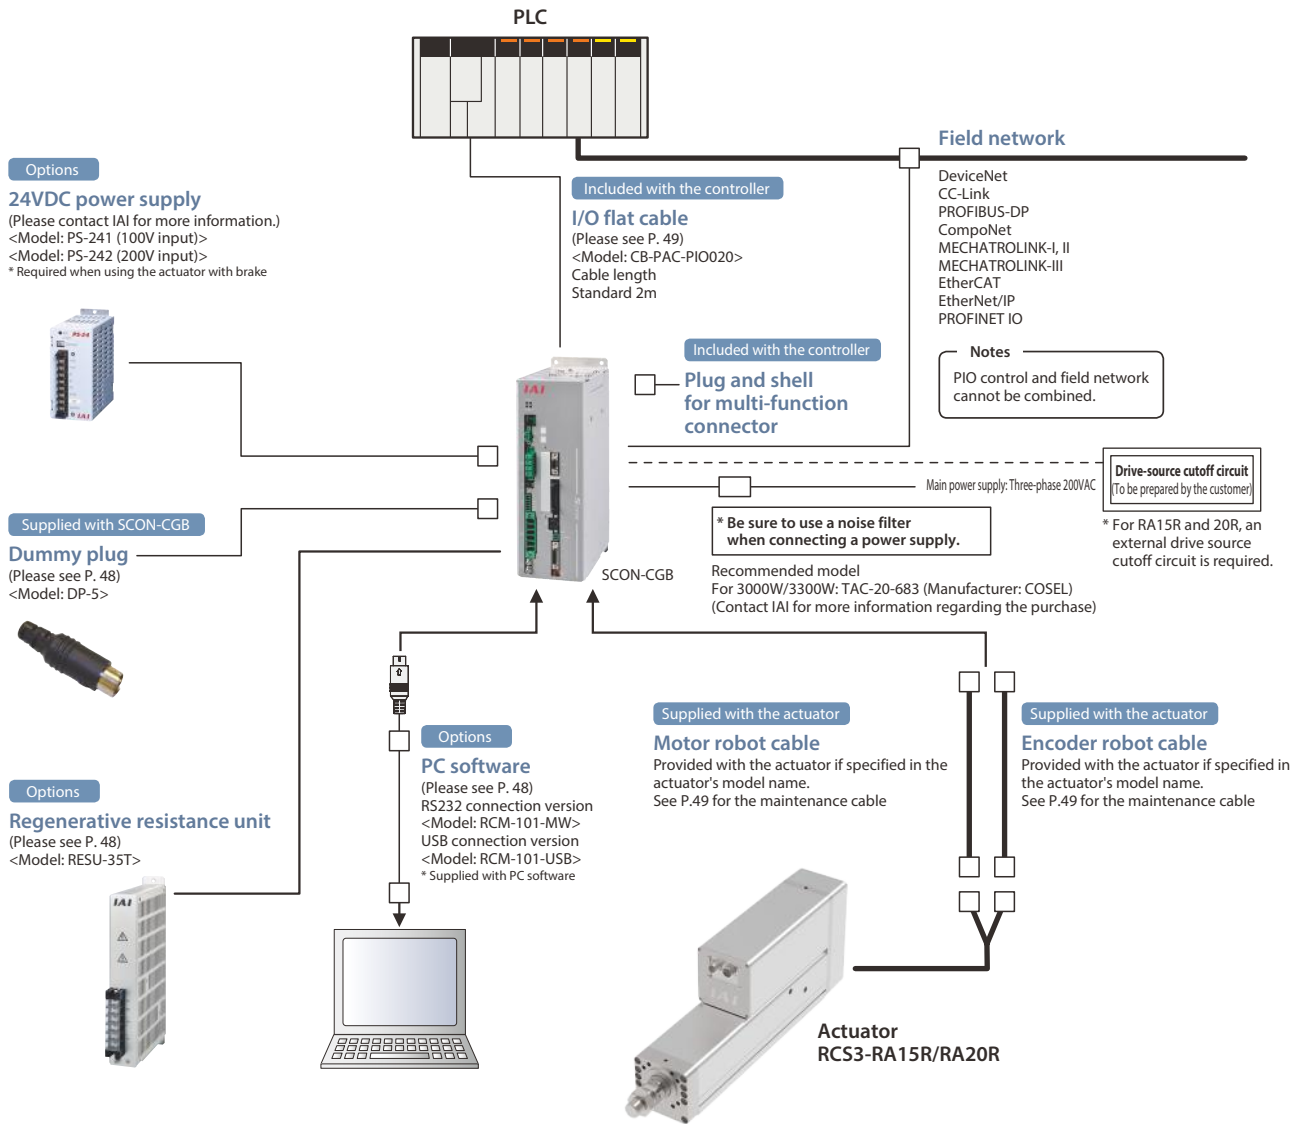 PLC
Options
24VDC power supply
(Please contact IAI for more information.)
<Model: PS-241 (100V input)>
<Model: PS-242 (200V input)>
* Required when using the actuator with brake
PS-24
IAI
Included with the controller
I/O flat cable
(Please see P. 49)
<Model: CB-PAC-PIO020>
Cable length
Standard 2m
Field network
DeviceNet
CC-Link
PROFIBUS-DP
CompoNet
MECHATROLINK-I, II
MECHATROLINK-III
EtherCAT
EtherNet/IP
PROFINET IO
Notes
PIO control and field network
cannot be combined.
Included with the controller
Plug and shell
for multi-function
connector
IAI
SCON-CGB
Main power supply: Three-phase 200VAC
Drive-source cutoff circuit
(To be prepared by the customer)
* For RA15R and 20R, an
external drive source
cutoff circuit is required.
* Be sure to use a noise filter
when connecting a power supply.
Recommended model
For 3000W/3300W: TAC-20-683 (Manufacturer: COSEL)
(Contact IAI for more information regarding the purchase)
Supplied with SCON-CGB
Dummy plug
(Please see P. 48)
<Model: DP-5>
Options
Regenerative resistance unit
(Please see P. 48)
<Model: RESU-35T>
IAI
Options
PC software
(Please see P. 48)
RS232 connection version
<Model: RCM-101-MW>
USB connection version
<Model: RCM-101-USB>
* Supplied with PC software
Supplied with the actuator
Motor robot cable
Provided with the actuator if specified in the
actuator's model name.
See P.49 for the maintenance cable
Supplied with the actuator
Encoder robot cable
Provided with the actuator if specified in
the actuator's model name.
See P.49 for the maintenance cable
IAI
Actuator
RCS3-RA15R/RA20R